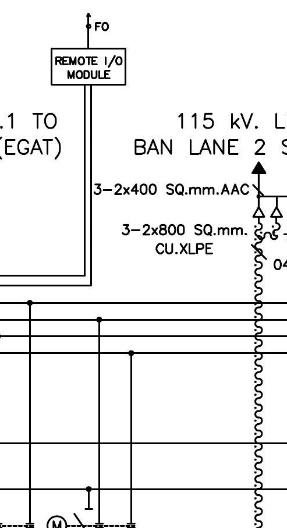 FO
REMOTE I/O
MODULE
.1 TO
(EGAT)
115 kV. L
BAN LANE 2 S
3-2x400 SQ.mm.AAC
3-2x800 SQ.mm.
CU.XLPE
04
M